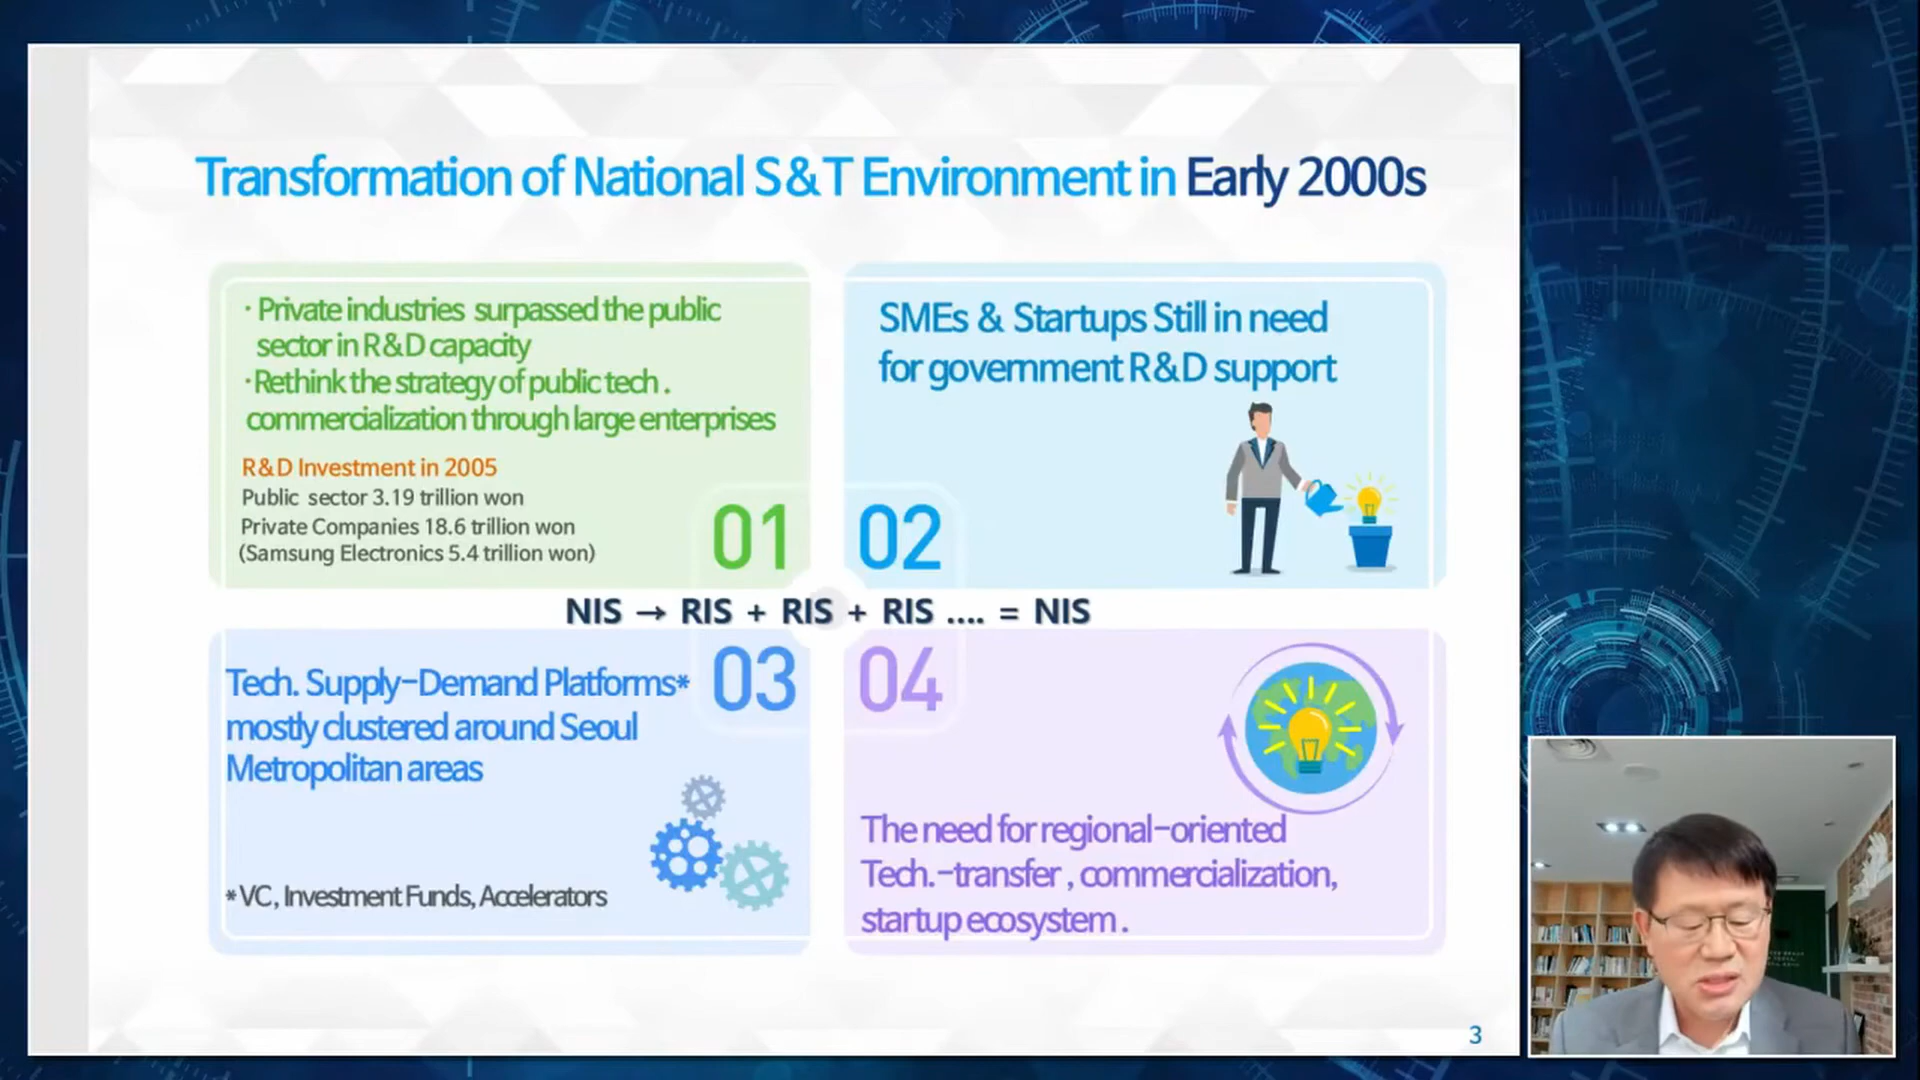 Transformation of National S&T Environment in Early 2000s
· Private industries surpassed the public
sector in R&D capacity
· Rethink the strategy of public tech .
commercialization through large enterprises
R&D Investment in 2005
Public sector 3.19 trillion won
Private Companies 18.6 trillion won
(Samsung Electronics 5.4 trillion won)
01
SMEs & Startups Still in need
for government R&D support
02
NIS → RIS + RIS + RIS .... = NIS
Tech. Supply-Demand Platforms*
mostly clustered around Seoul
Metropolitan areas
03
* VC, Investment Funds, Accelerators
04
The need for regional-oriented
Tech.-transfer , commercialization,
startup ecosystem .
3